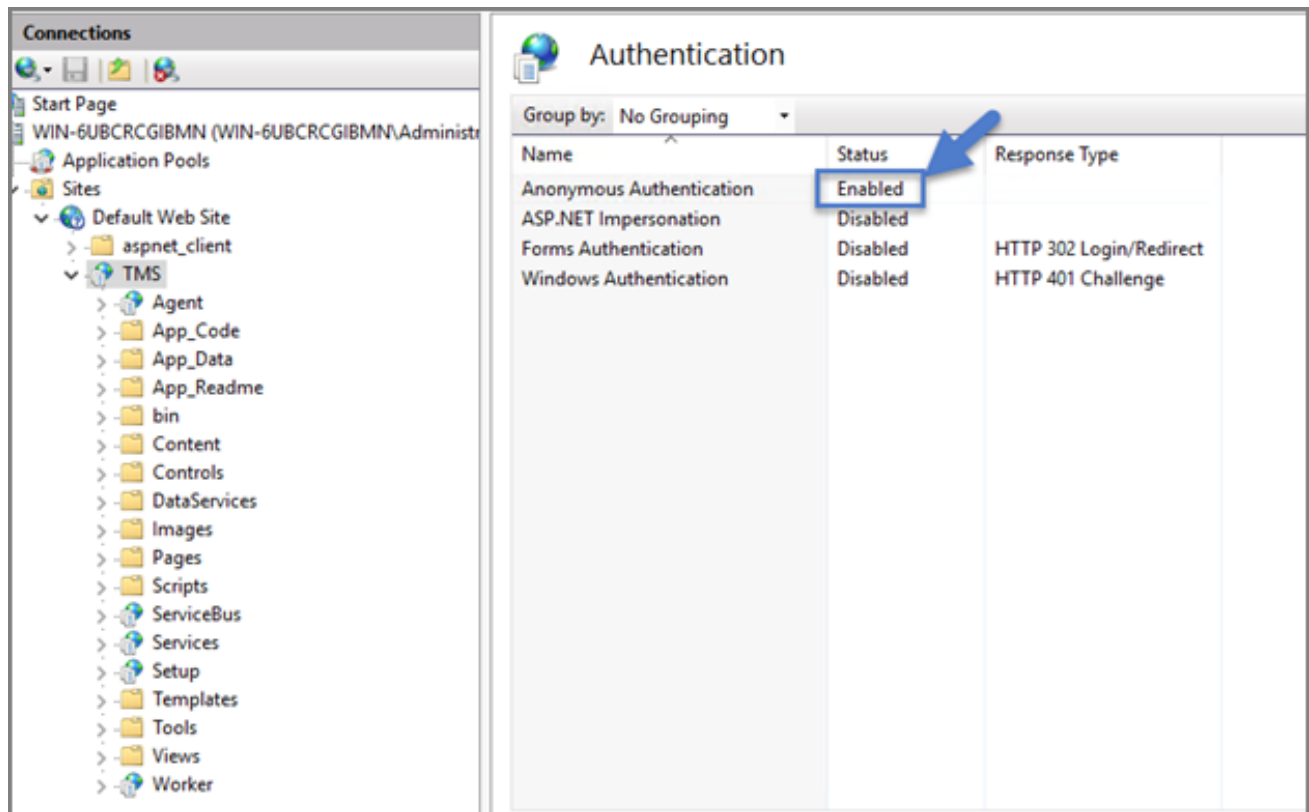 Connections
Start Page
WIN-6UBCRCGIBMN (WIN-6UBCRCGIBMN\Administr
Application Pools
Sites
Default Web Site
aspnet_client
TMS
Agent
App_Code
App_Data
App_Readme
bin
Content
Controls
DataServices
Images
Pages
Scripts
ServiceBus
Services
Setup
Templates
Tools
Views
Worker
Authentication
Group by: No Grouping
Name Status Response Type
Anonymous Authentication Enabled
ASP.NET Impersonation Disabled
Forms Authentication Disabled HTTP 302 Login/Redirect
Windows Authentication Disabled HTTP 401 Challenge